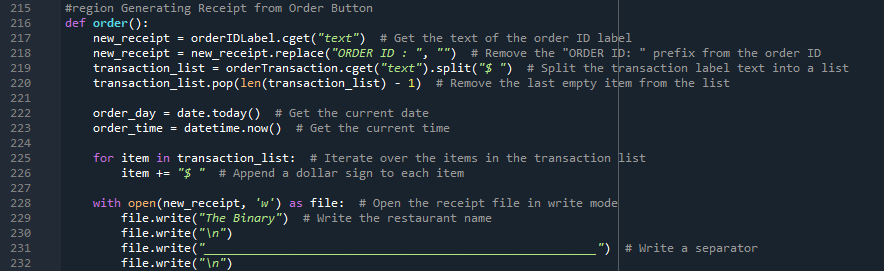 215 #region Generating Receipt from Order Button
216 def order():
217     new_receipt = orderIDLabel.cget("text")  # Get the text of the order ID label
218     new_receipt = new_receipt.replace("ORDER ID : ", "")  # Remove the "ORDER ID: " prefix from the order ID
219     transaction_list = orderTransaction.cget("text").split("$ ")  # Split the transaction label text into a list
220     transaction_list.pop(len(transaction_list) - 1)  # Remove the last empty item from the list
221
222     order_day = date.today()  # Get the current date
223     order_time = datetime.now()  # Get the current time
224
225     for item in transaction_list:  # Iterate over the items in the transaction list
226         item += "$ "  # Append a dollar sign to each item
227
228     with open(new_receipt, 'w') as file:  # Open the receipt file in write mode
229         file.write("The Binary")  # Write the restaurant name
230         file.write("\n")
231         file.write("________________________________________________________")  # Write a separator
232         file.write("\n")